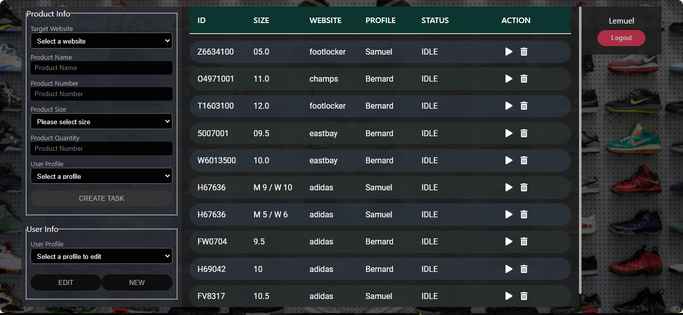 Product Info
Target Website
Select a website
Product Name
Product Name
Product Number
Product Number
Product Size
Please select size
Product Quantity
Product Number
User Profile
Select a profile
CREATE TASK
User Info
User Profile
Select a profile to edit
EDIT NEW
ID SIZE WEBSITE PROFILE STATUS ACTION
Z6634100 05.0 footlocker Samuel IDLE
O4971001 11.0 champs Bernard IDLE
T1603100 12.0 footlocker Bernard IDLE
5007001 09.5 eastbay Bernard IDLE
W6013500 10.0 eastbay Bernard IDLE
H67636 M 9 / W 10 adidas Samuel IDLE
H67636 M 5 / W 6 adidas Samuel IDLE
FW0704 9.5 adidas Bernard IDLE
H69042 10 adidas Bernard IDLE
FV8317 10.5 adidas Samuel IDLE
Lemuel
Logout